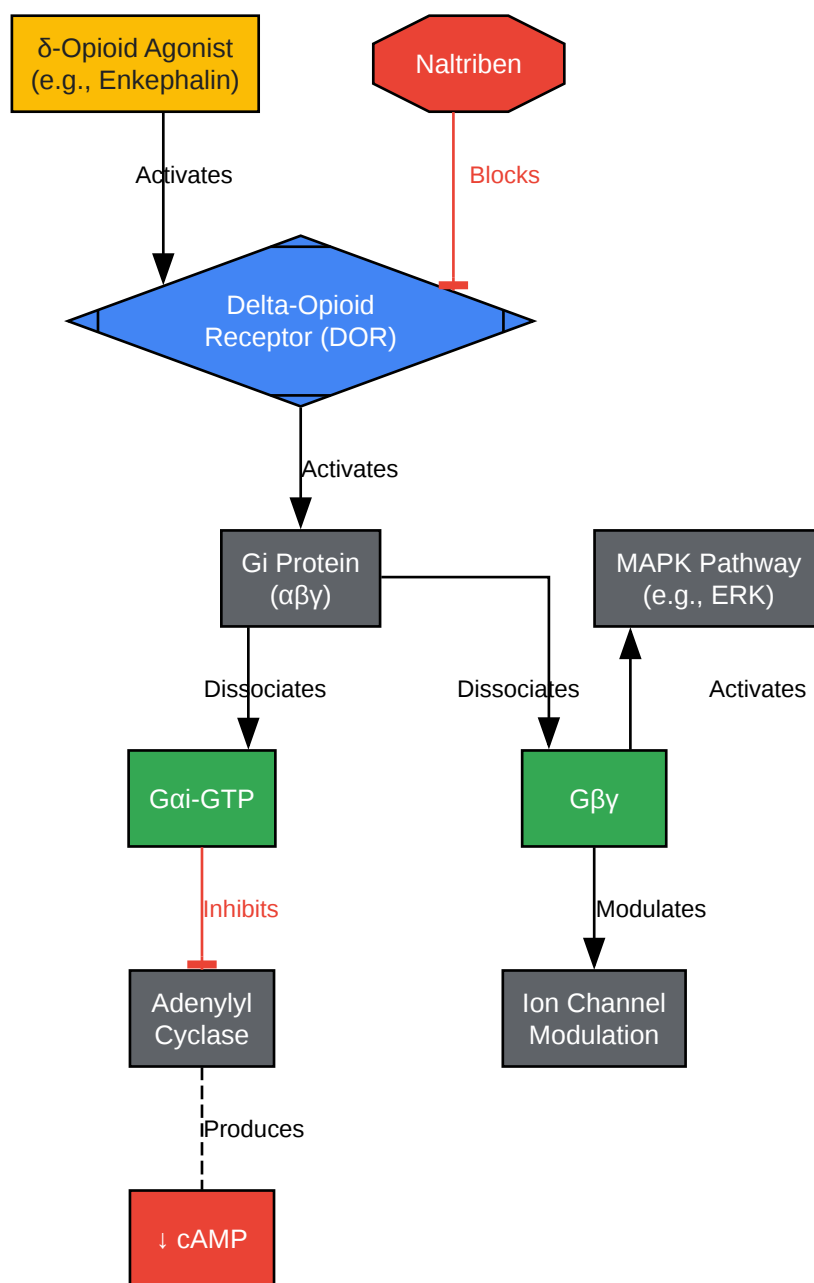 δ-Opioid Agonist
(e.g., Enkephalin)
Naltriben
Activates
Blocks
Delta-Opioid
Receptor (DOR)
Activates
Gi Protein
(αβγ)
MAPK Pathway
(e.g., ERK)
Dissociates
Dissociates
Activates
Gαi-GTP
Gβγ
Inhibits
Modulates
Adenylyl
Cyclase
Ion Channel
Modulation
Produces
↓ cAMP